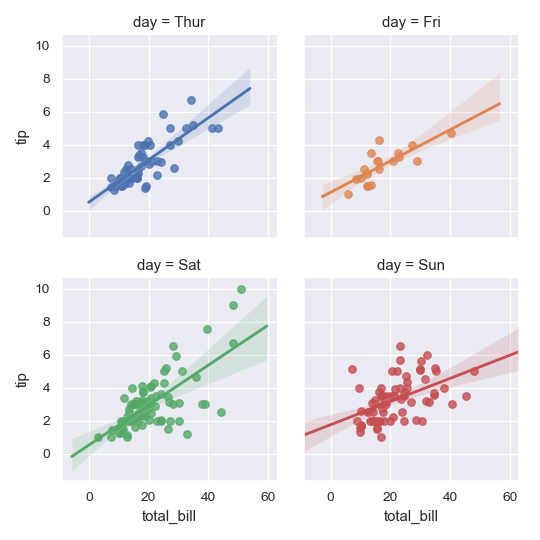 day = Thur
day = Fri
10
8
6
4
2
0
tip
day = Sat
day = Sun
10
8
6
4
2
0
tip
0 20 40 60
0 20 40 60
total_bill
total_bill